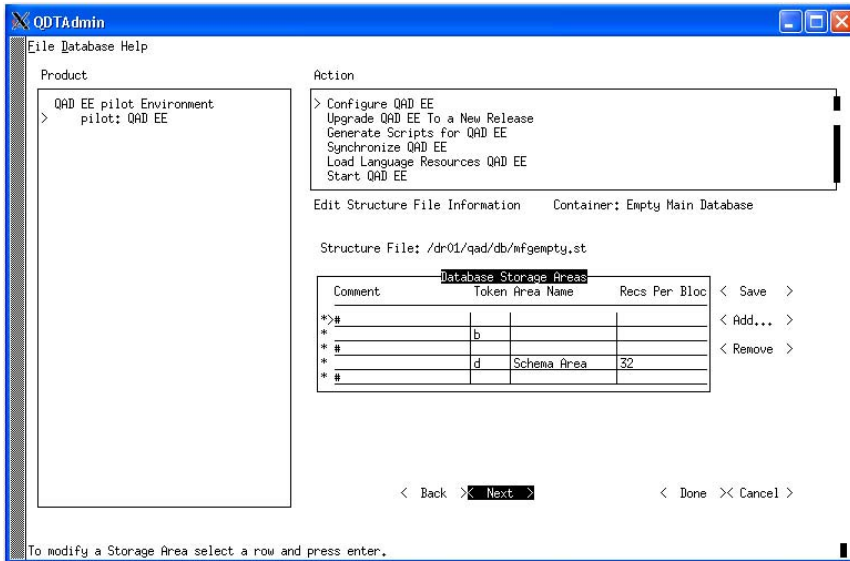 QDTAdmin
File Database Help
Product
QAD EE pilot Environment
> pilot: QAD EE
Action
> Configure QAD EE
Upgrade QAD EE To a New Release
Generate Scripts for QAD EE
Synchronize QAD EE
Load Language Resources QAD EE
Start QAD EE
Edit Structure File Information Container: Empty Main Database
Structure File: /dr01/qad/db/mfgempty.st
Database Storage Areas
Comment Token Area Name Recs Per Bloc
*>#
* b
* #
* d Schema Area 32
* #
< Save >
< Add... >
< Remove >
< Back >< Next > < Done >< Cancel >
To modify a Storage Area select a row and press enter.